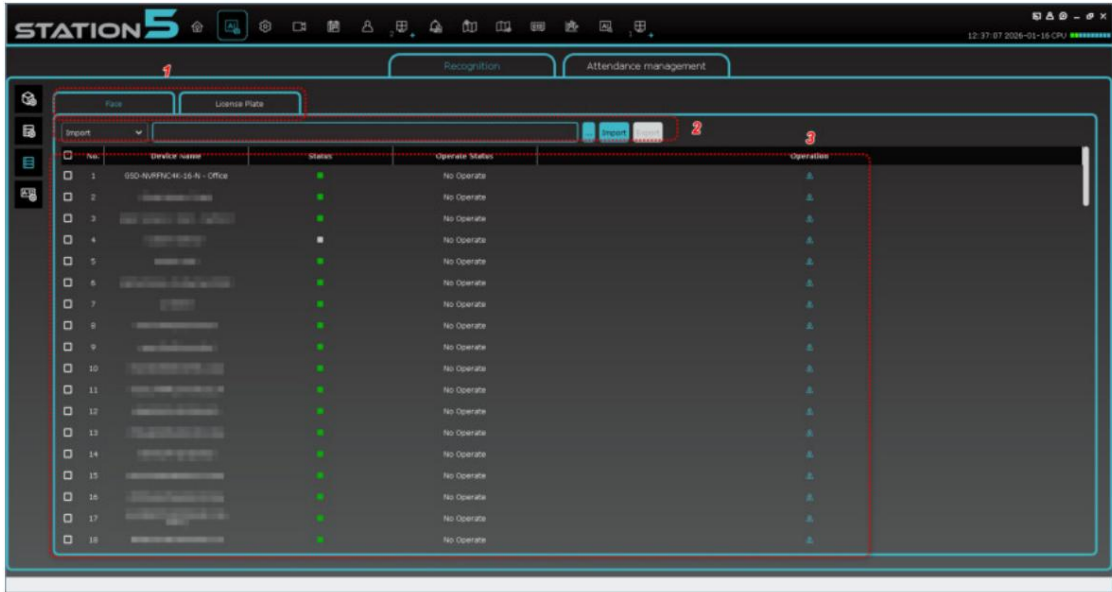 STATION5
12:37:07 2026-01-16 CPU
Recognition
Attendance management
1
Face
License Plate
Import
... Import Export
2
3
No. Device Name Status Operate Status Operation
1 GSD-NVRFNC4K-16-N - Office No Operate
2 No Operate
3 No Operate
4 No Operate
5 No Operate
6 No Operate
7 No Operate
8 No Operate
9 No Operate
10 No Operate
11 No Operate
12 No Operate
13 No Operate
14 No Operate
15 No Operate
16 No Operate
17 No Operate
18 No Operate